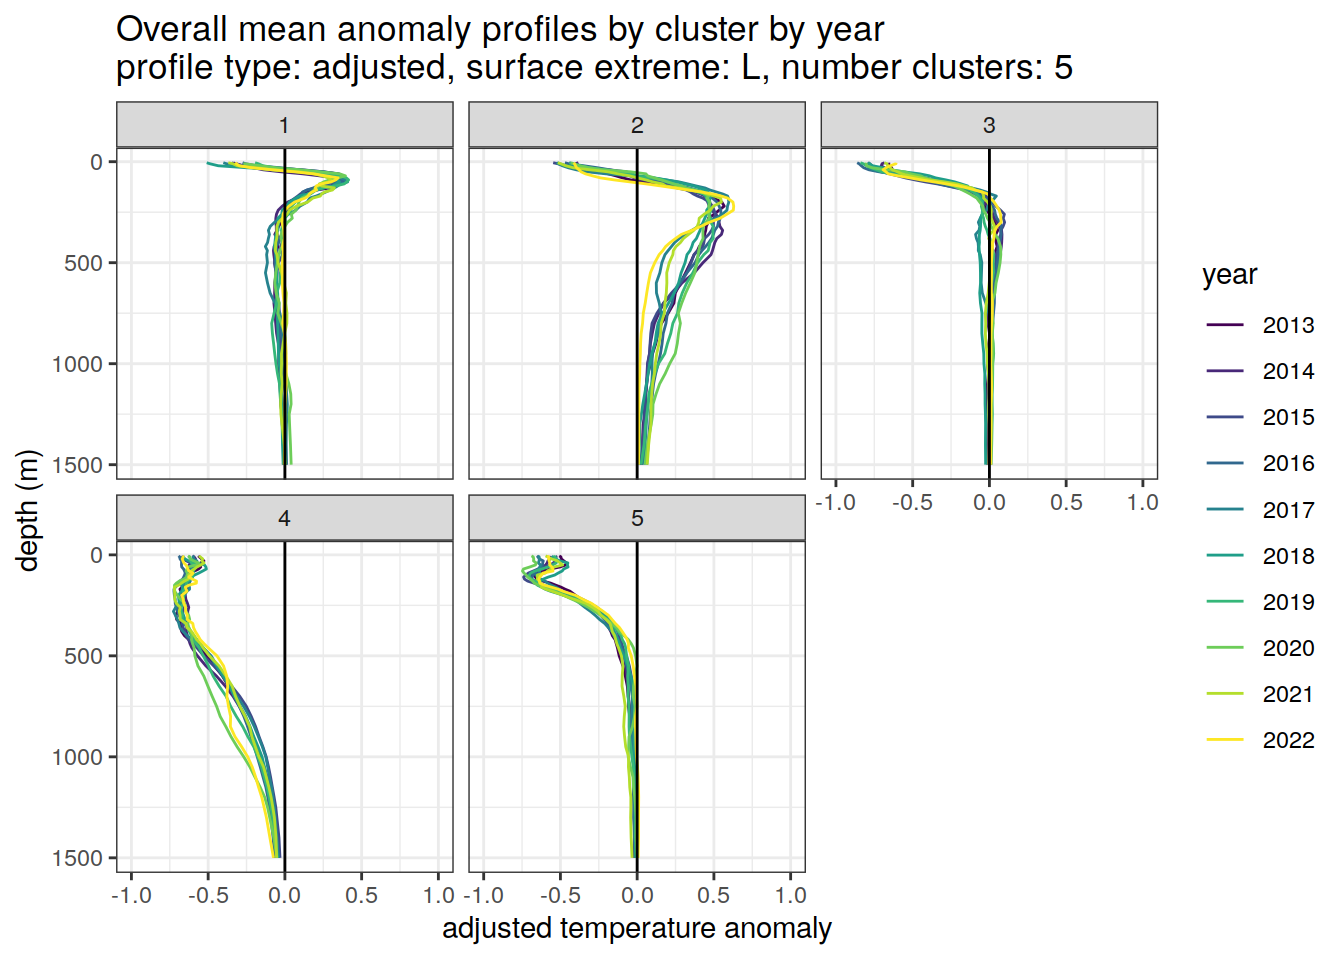 Overall mean anomaly profiles by cluster by year
profile type: adjusted, surface extreme: L, number clusters: 5
1
2
3
0
500
1000
1500
-1.0 -0.5 0.0 0.5 1.0
4
5
0
500
1000
1500
-1.0 -0.5 0.0 0.5 1.0
-1.0 -0.5 0.0 0.5 1.0
adjusted temperature anomaly
depth (m)
year
2013
2014
2015
2016
2017
2018
2019
2020
2021
2022